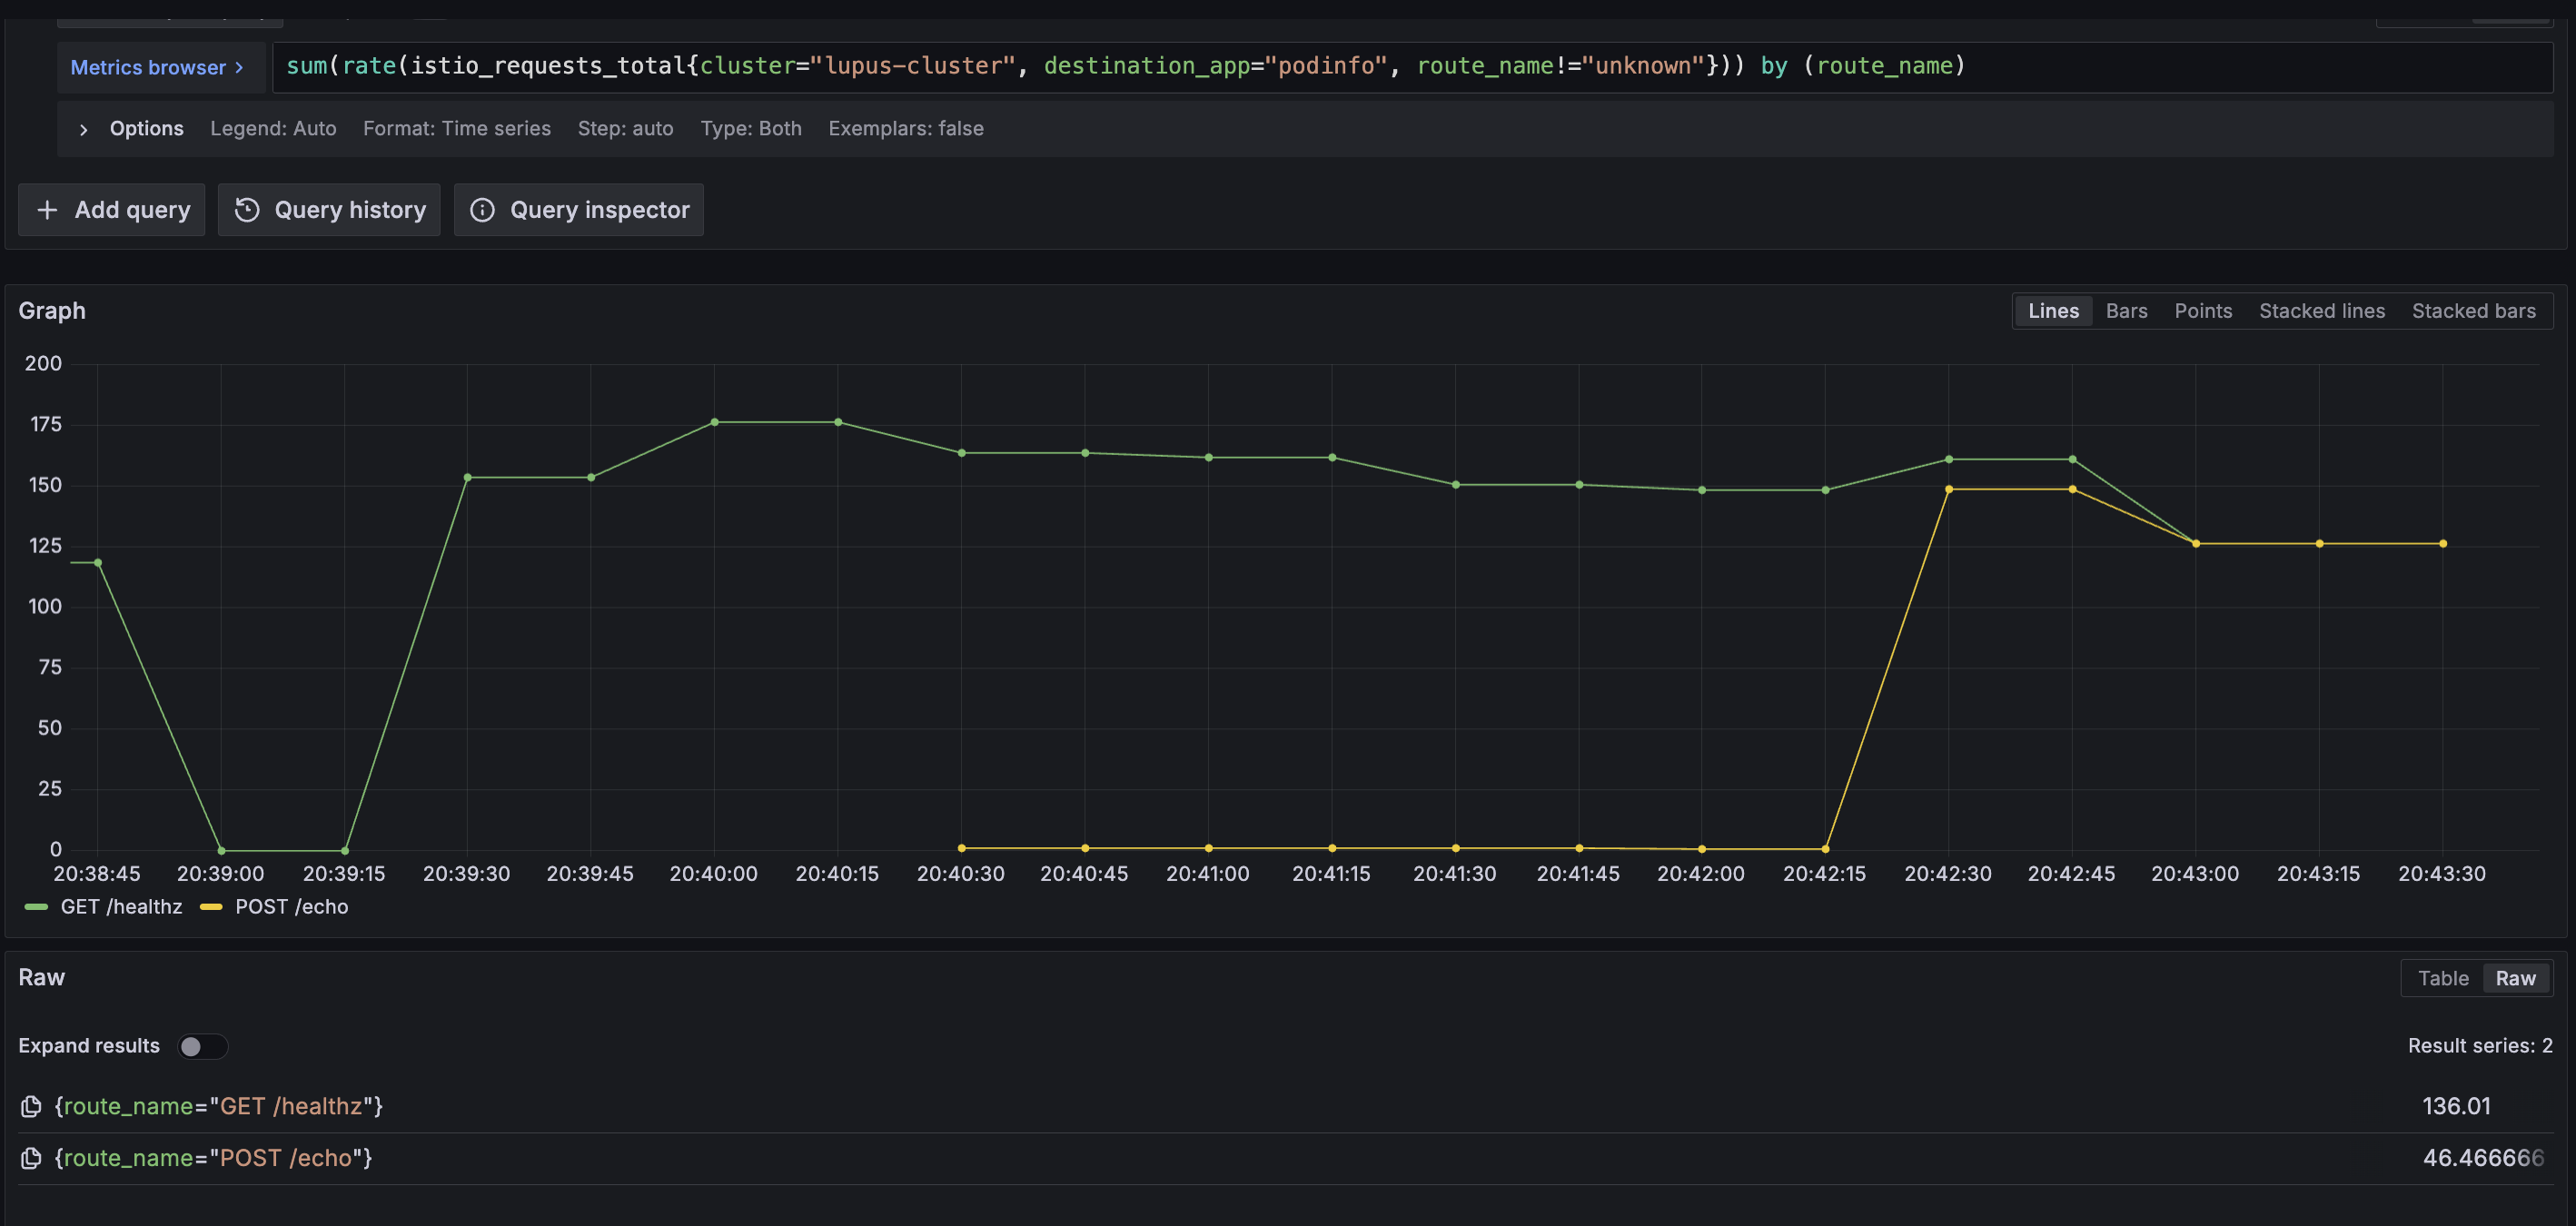 Metrics browser >
sum(rate(istio_requests_total{cluster="lupus-cluster", destination_app="podinfo", route_name!="unknown"})) by (route_name)
Options Legend: Auto Format: Time series Step: auto Type: Both Exemplars: false
Add query Query history Query inspector
Graph
Lines Bars Points Stacked lines Stacked bars
200
175
150
125
100
75
50
25
0
20:38:45 20:39:00 20:39:15 20:39:30 20:39:45 20:40:00 20:40:15 20:40:30 20:40:45 20:41:00 20:41:15 20:41:30 20:41:45 20:42:00 20:42:15 20:42:30 20:42:45 20:43:00 20:43:15 20:43:30
GET /healthz POST /echo
Raw
Table Raw
Expand results
Result series: 2
{route_name="GET /healthz"} 136.01
{route_name="POST /echo"} 46.466666